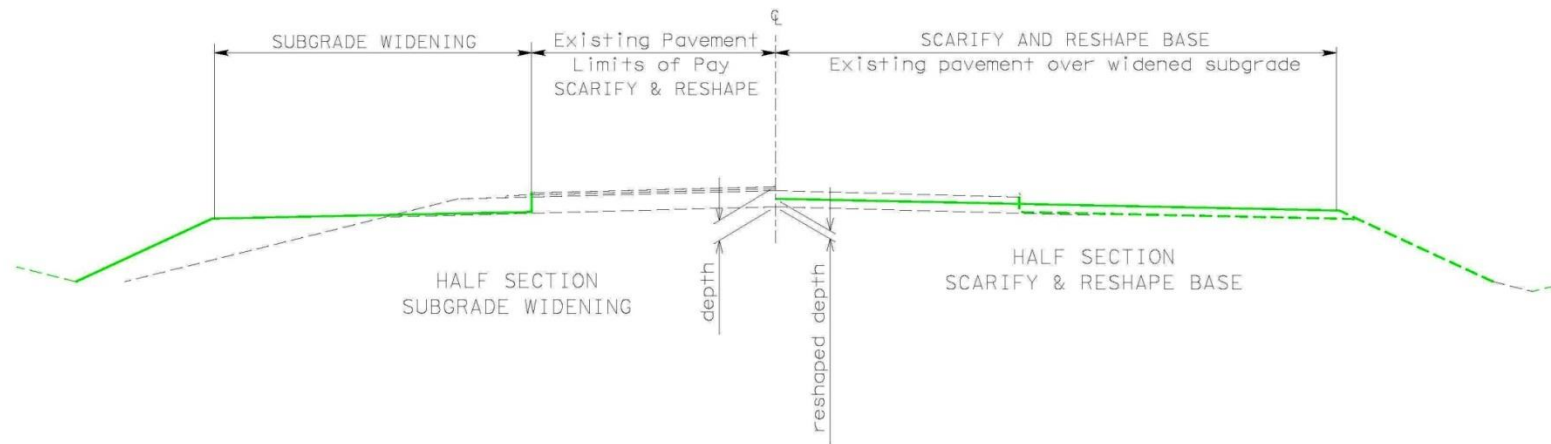 ℄
SUBGRADE WIDENING
Existing Pavement
Limits of Pay
SCARIFY & RESHAPE
SCARIFY AND RESHAPE BASE
Existing pavement over widened subgrade
HALF SECTION
SUBGRADE WIDENING
depth
reshaped depth
HALF SECTION
SCARIFY & RESHAPE BASE